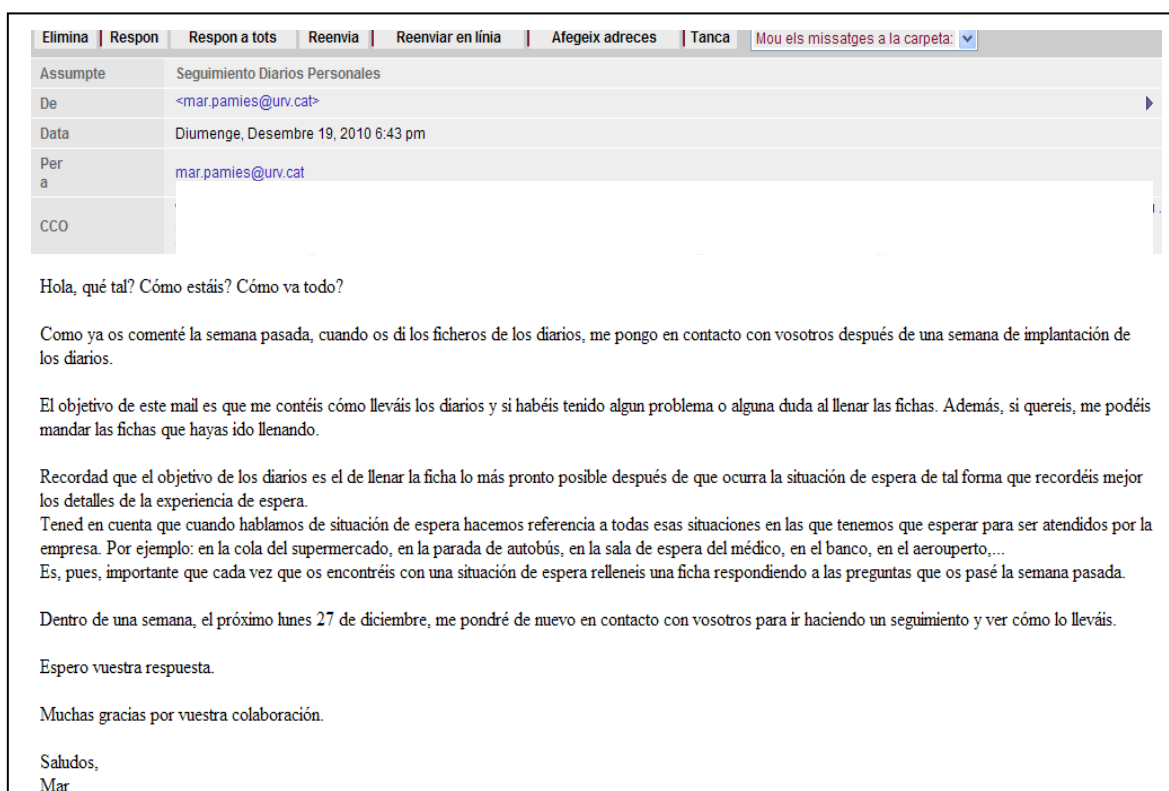 Elimina Respon Respon a tots Reenvia Reenviar en línia Afegeix adreces Tanca Mou els missatges a la carpeta:
Assumpte Seguimiento Diarios Personales
De <mar.pamies@urv.cat>
Data Diumenge, Desembre 19, 2010 6:43 pm
Per
a mar.pamies@urv.cat
CCO
Hola, qué tal? Cómo estáis? Cómo va todo?
Como ya os comenté la semana pasada, cuando os di los ficheros de los diarios, me pongo en contacto con vosotros después de una semana de implantación de
los diarios.
El objetivo de este mail es que me contéis cómo lleváis los diarios y si habéis tenido algun problema o alguna duda al llenar las fichas. Además, si quereis, me podéis
mandar las fichas que hayas ido llenando.
Recordad que el objetivo de los diarios es el de llenar la ficha lo más pronto posible después de que ocurra la situación de espera de tal forma que recordéis mejor
los detalles de la experiencia de espera.
Tened en cuenta que cuando hablamos de situación de espera hacemos referencia a todas esas situaciones en las que tenemos que esperar para ser atendidos por la
empresa. Por ejemplo: en la cola del supermercado, en la parada de autobús, en la sala de espera del médico, en el banco, en el aerouperto,...
Es, pues, importante que cada vez que os encontréis con una situación de espera relleneis una ficha respondiendo a las preguntas que os pasé la semana pasada.
Dentro de una semana, el próximo lunes 27 de diciembre, me pondré de nuevo en contacto con vosotros para ir haciendo un seguimiento y ver cómo lo lleváis.
Espero vuestra respuesta.
Muchas gracias por vuestra colaboración.
Saludos,
Mar